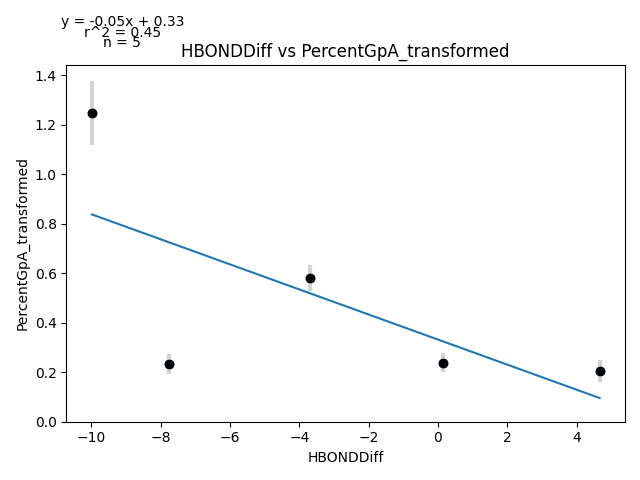 y = -0.05x + 0.33
r^2 = 0.45
n = 5
HBONDDiff vs PercentGpA_transformed
PercentGpA_transformed
1.4
1.2
1.0
0.8
0.6
0.4
0.2
0.0
−10
−8
−6
−4
−2
0
2
4
HBONDDiff